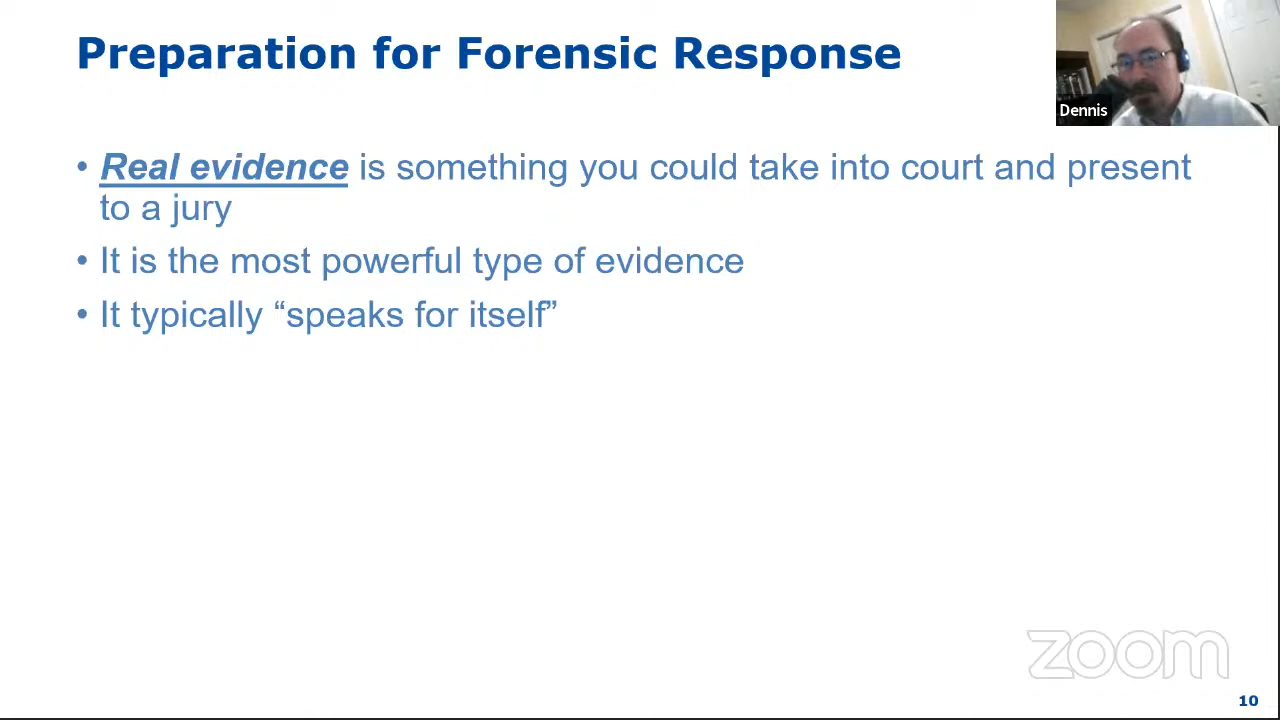 Preparation for Forensic Response
Dennis
• Real evidence is something you could take into court and present
to a jury
• It is the most powerful type of evidence
• It typically “speaks for itself”
zoom
10